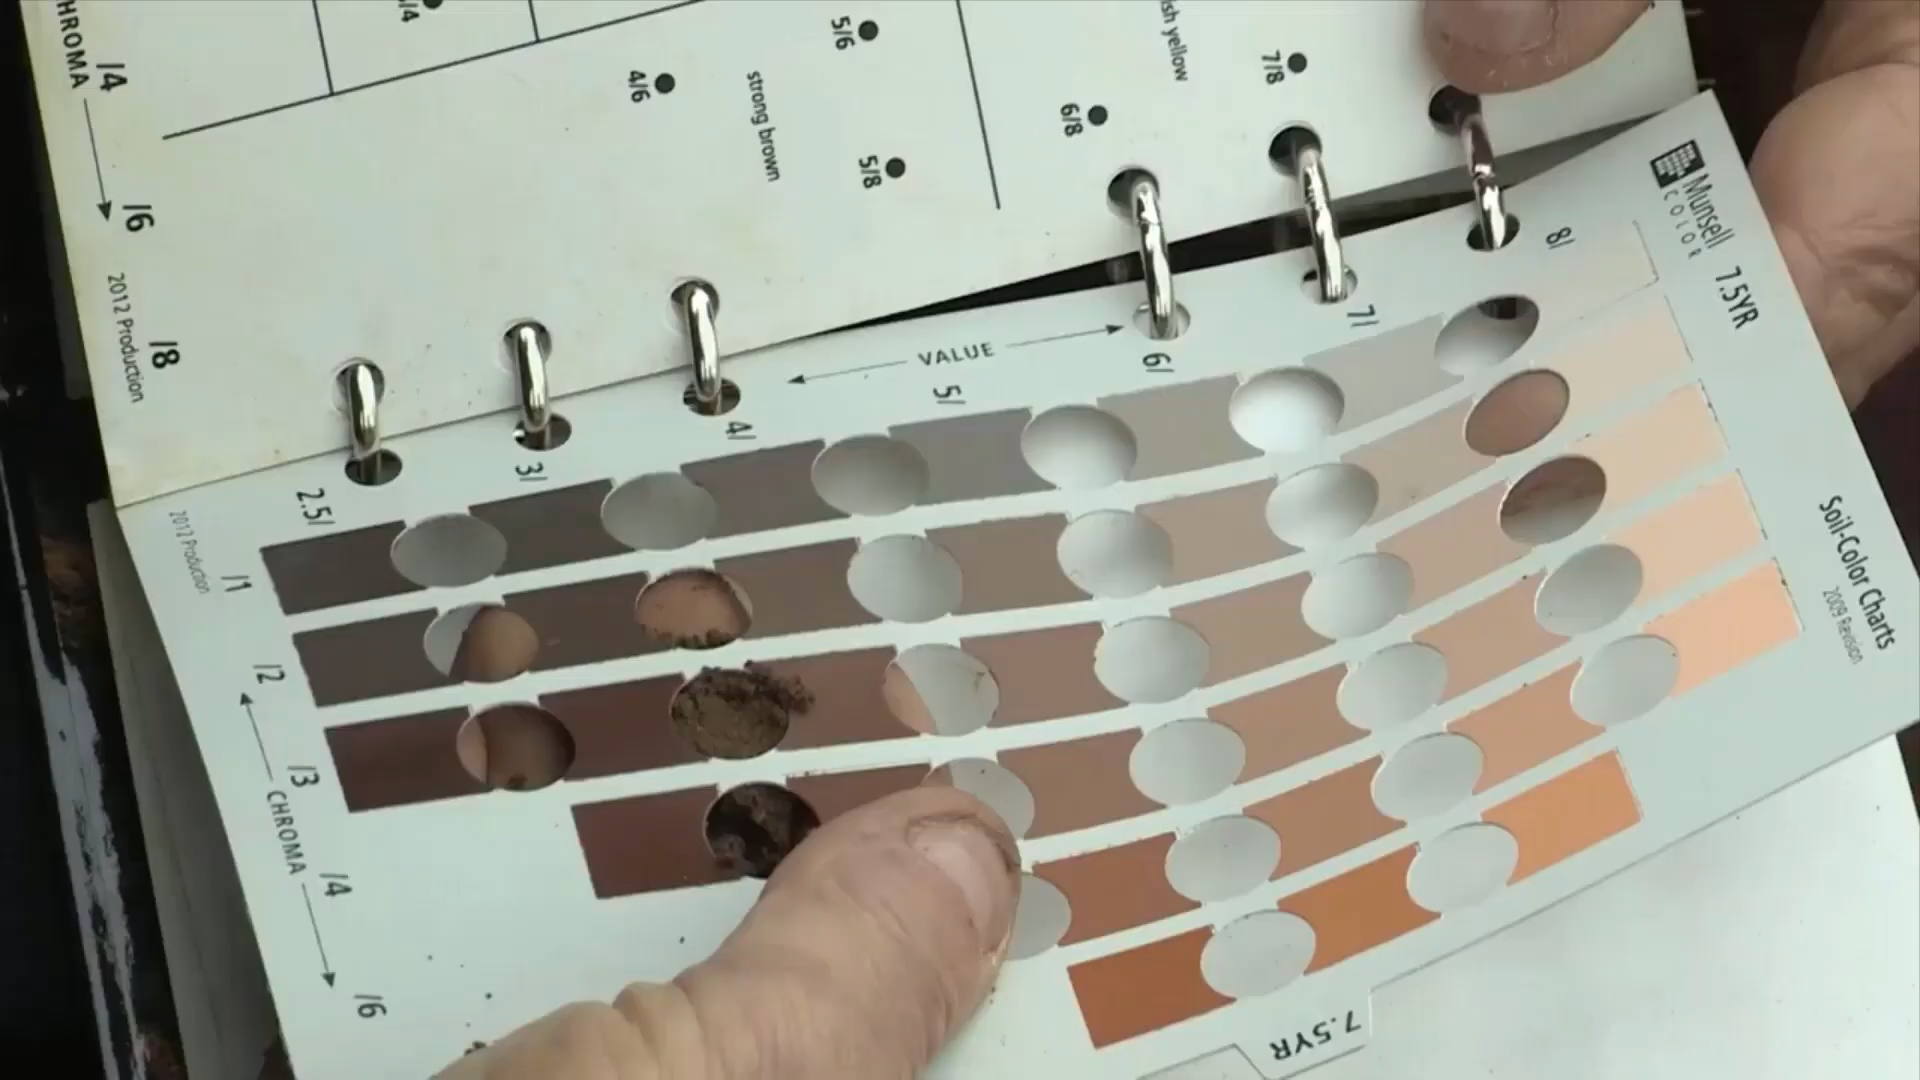 CHROMA
/4
/6
/8
2012 Production
/4
4/6
strong brown
5/6
5/8
6/8
yellow
7/8
Munsell
COLOR
7.5YR
Soil-Color Charts
2009 Revision
VALUE
2.5/
3/
4/
5/
6/
7/
8/
2012 Production
/1
/2
/3
CHROMA
/4
/6
7.5YR